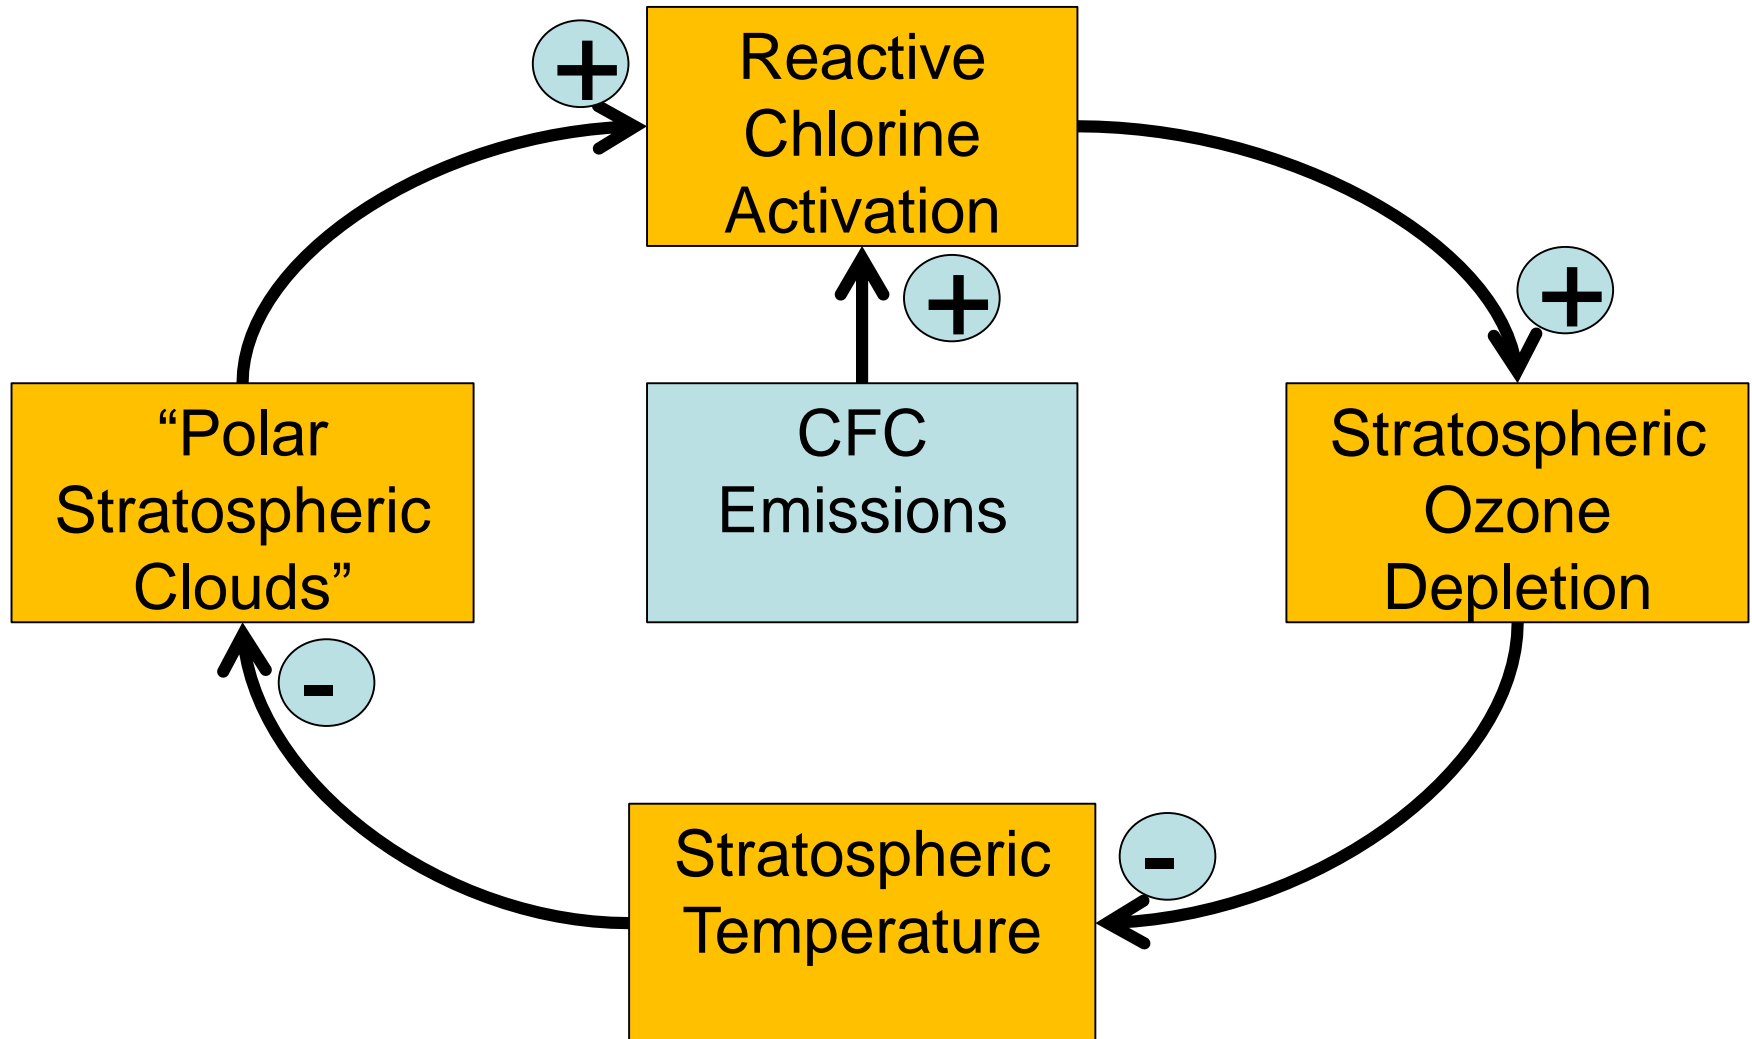 +
Reactive
Chlorine
Activation
+
+
“Polar
Stratospheric
Clouds”
CFC
Emissions
Stratospheric
Ozone
Depletion
-
-
Stratospheric
Temperature